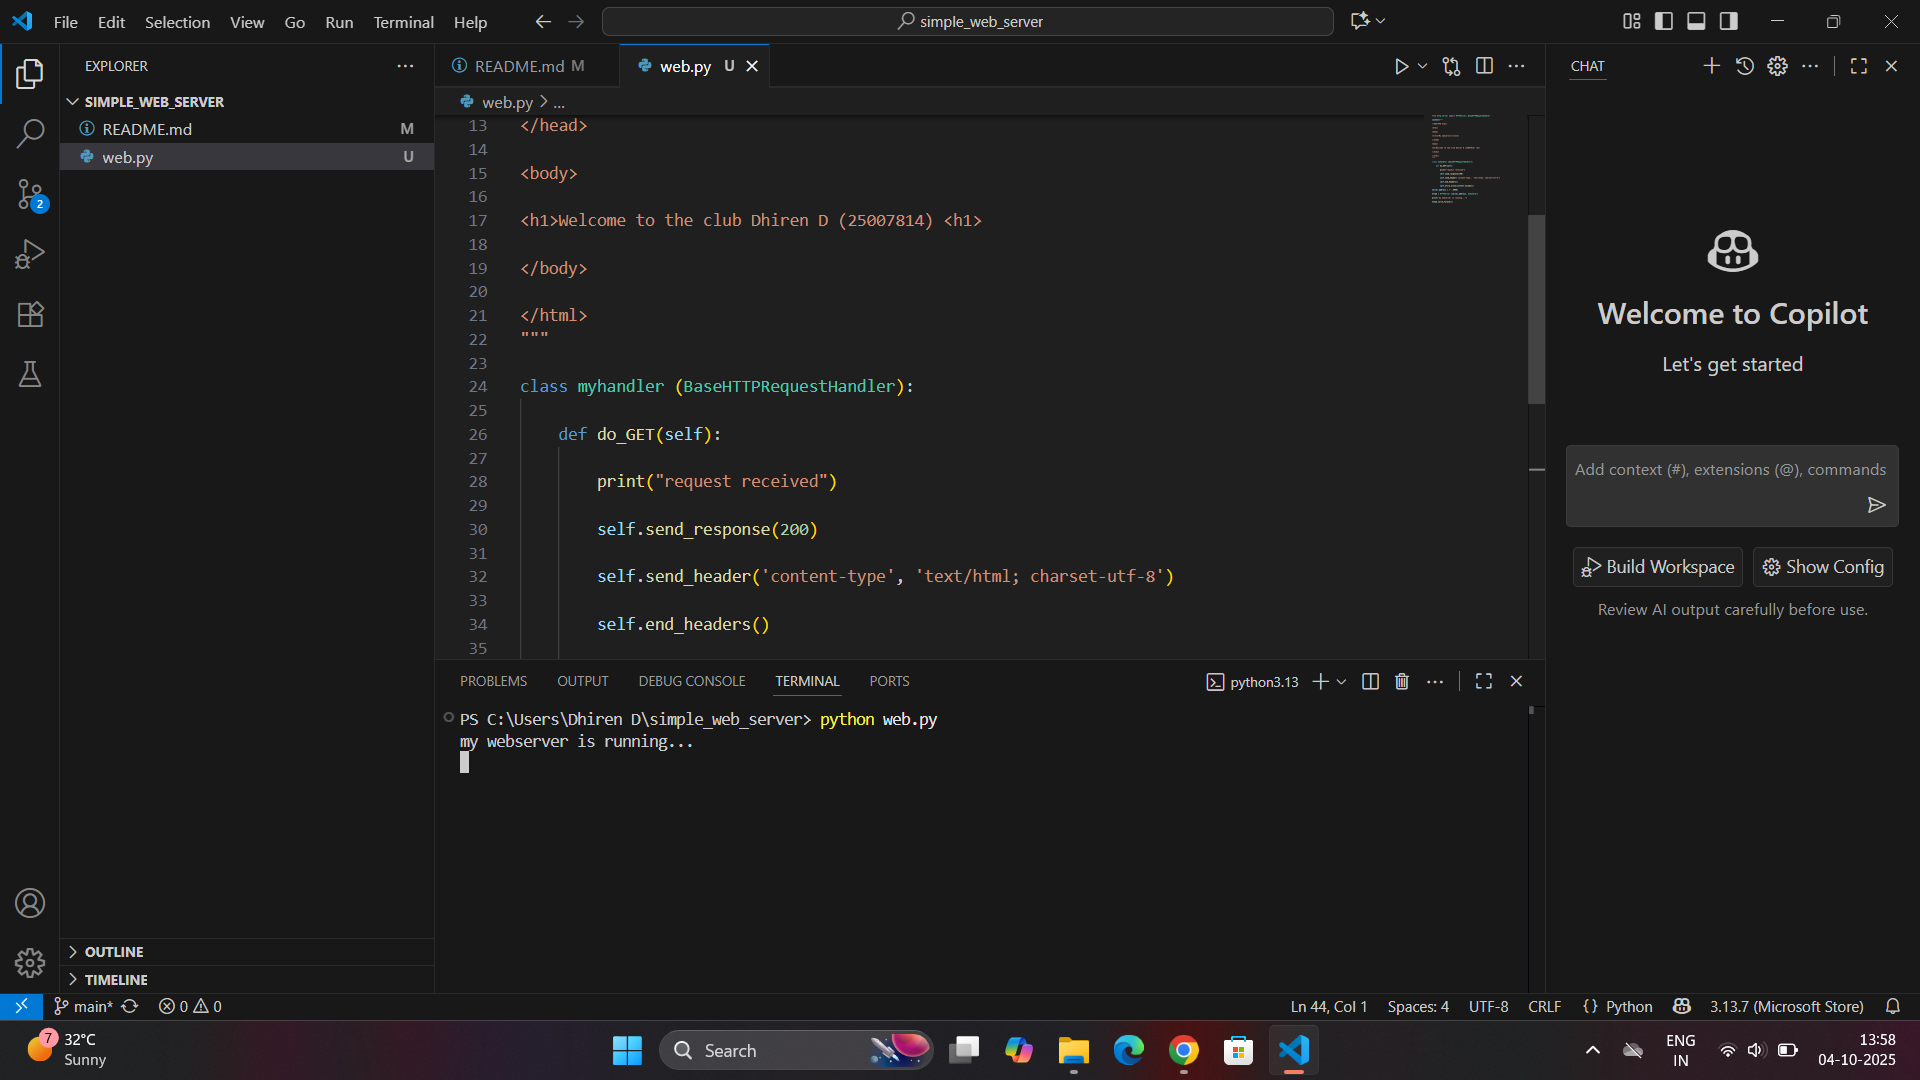 File Edit Selection View Go Run Terminal Help
simple_web_server
EXPLORER
SIMPLE_WEB_SERVER
README.md M
web.py U
README.md M
web.py U
web.py > ...
13 </head>
14
15 <body>
16
17 <h1>Welcome to the club Dhiren D (25007814) <h1>
18
19 </body>
20
21 </html>
22 """
23
24 class myhandler (BaseHTTPRequestHandler):
25
26 def do_GET(self):
27
28 print("request received")
29
30 self.send_response(200)
31
32 self.send_header('content-type', 'text/html; charset-utf-8')
33
34 self.end_headers()
35
PROBLEMS OUTPUT DEBUG CONSOLE TERMINAL PORTS
python3.13
PS C:\Users\Dhiren D\simple_web_server> python web.py
my webserver is running...
CHAT
Welcome to Copilot
Let's get started
Add context (#), extensions (@), commands
Build Workspace
Show Config
Review AI output carefully before use.
2
OUTLINE
TIMELINE
main* 0 0
Ln 44, Col 1 Spaces: 4 UTF-8 CRLF {} Python 3.13.7 (Microsoft Store)
7
32°C
Sunny
Search
ENG
IN
13:58
04-10-2025